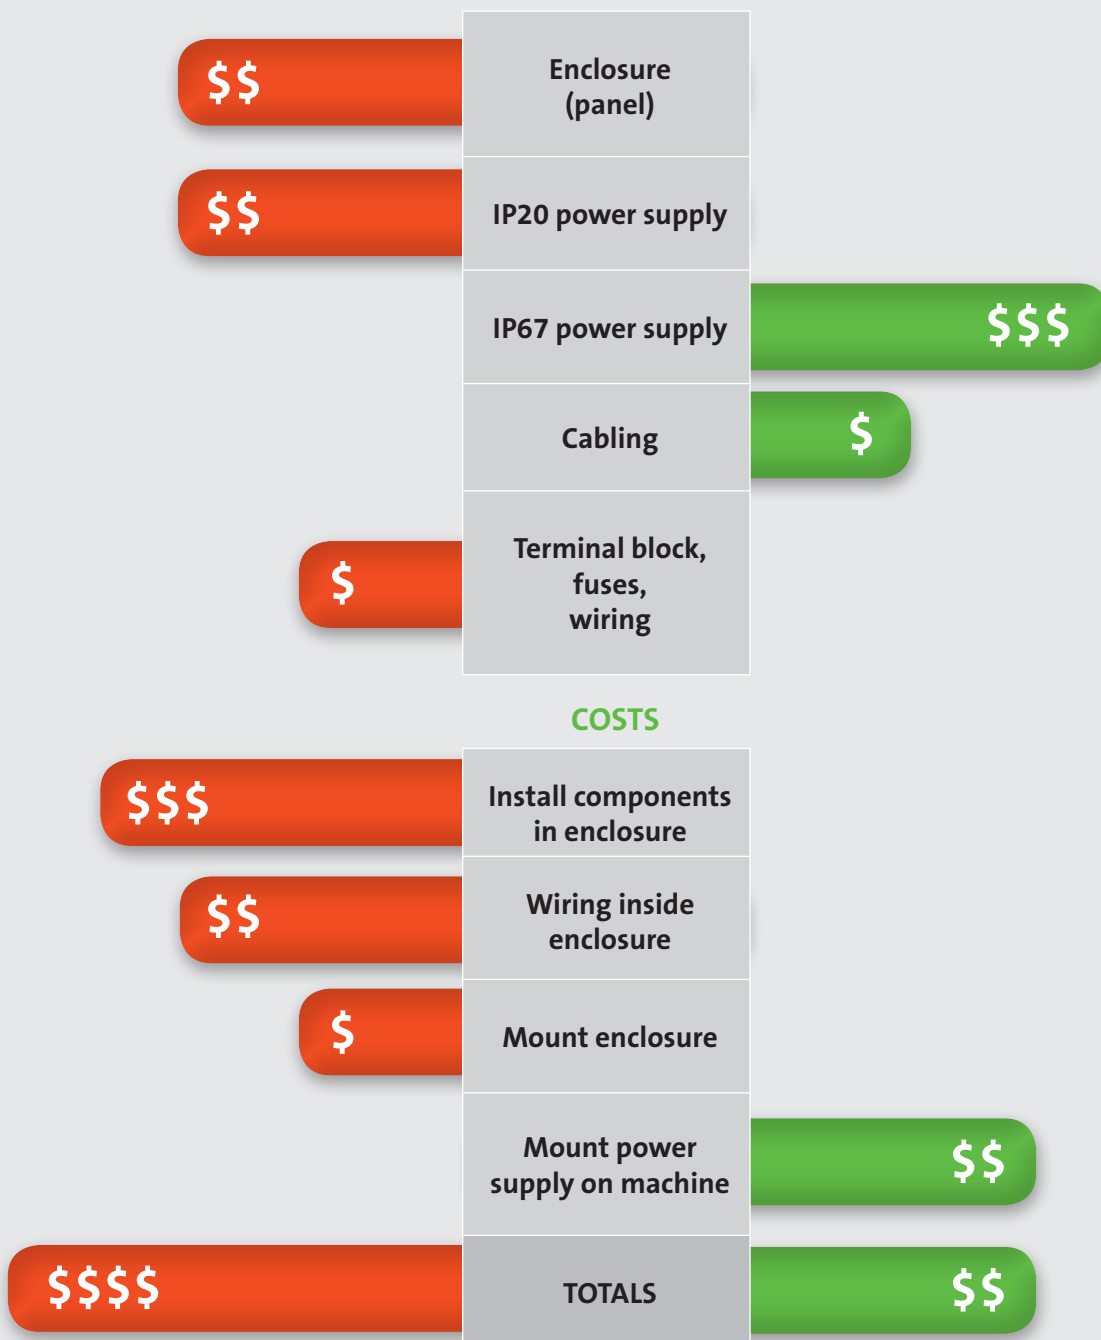 $$
Enclosure
(panel)
$$
IP20 power supply
IP67 power supply
$$$
Cabling
$
$
Terminal block,
fuses,
wiring
COSTS
$$$
Install components
in enclosure
$$
Wiring inside
enclosure
$
Mount enclosure
Mount power
supply on machine
$$
$$$$
TOTALS
$$